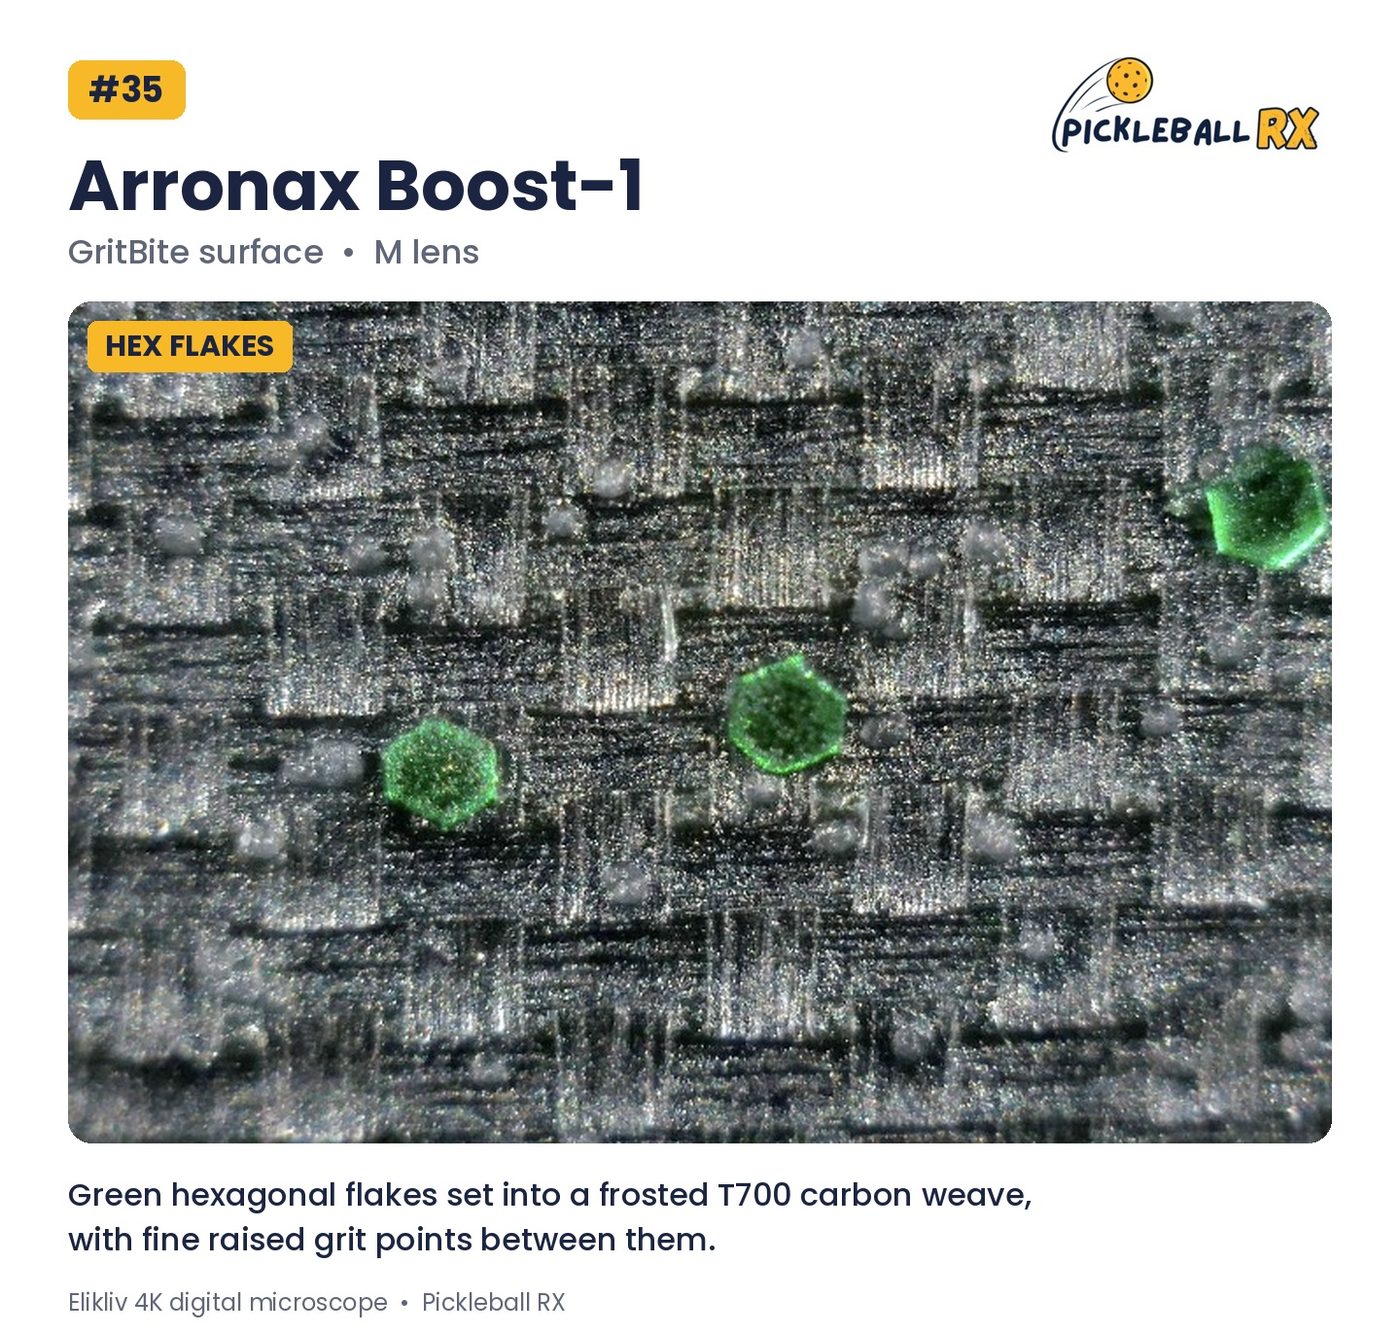 #35
PICKLEBALL RX
Arronax Boost-1
GritBite surface • M lens
HEX FLAKES
Green hexagonal flakes set into a frosted T700 carbon weave,
with fine raised grit points between them.
Elikliv 4K digital microscope • Pickleball RX